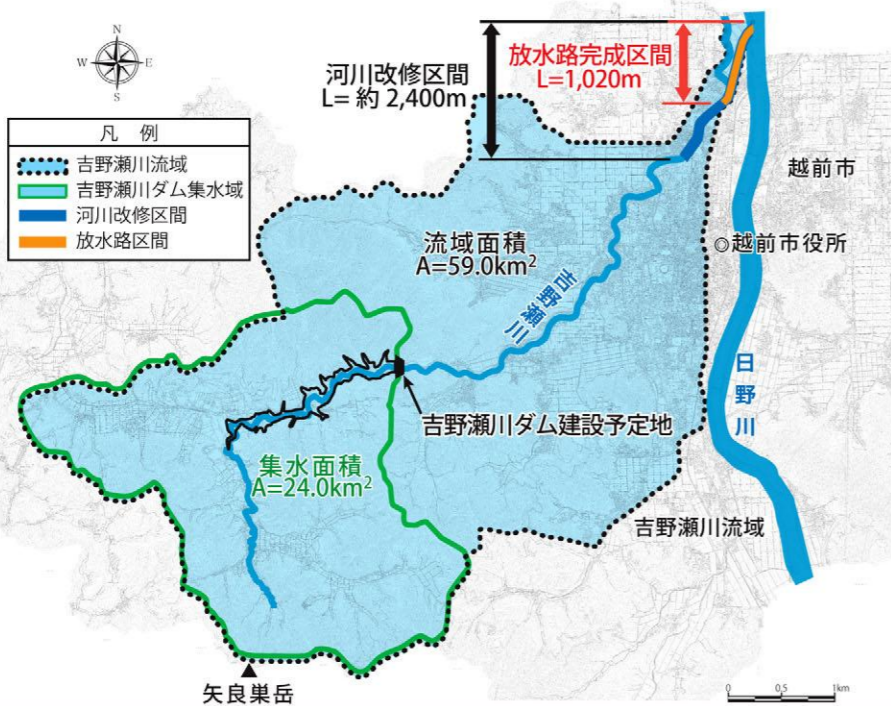 N
W
E
S
河川改修区間
L= 約 2,400m
放水路完成区間
L=1,020m
凡 例
吉野瀬川流域
吉野瀬川ダム集水域
河川改修区間
放水路区間
越前市
◎越前市役所
流域面積
A=59.0km²
吉野瀬川
日野川
吉野瀬川ダム建設予定地
集水面積
A=24.0km²
吉野瀬川流域
矢良巣岳
0 0.5 1km